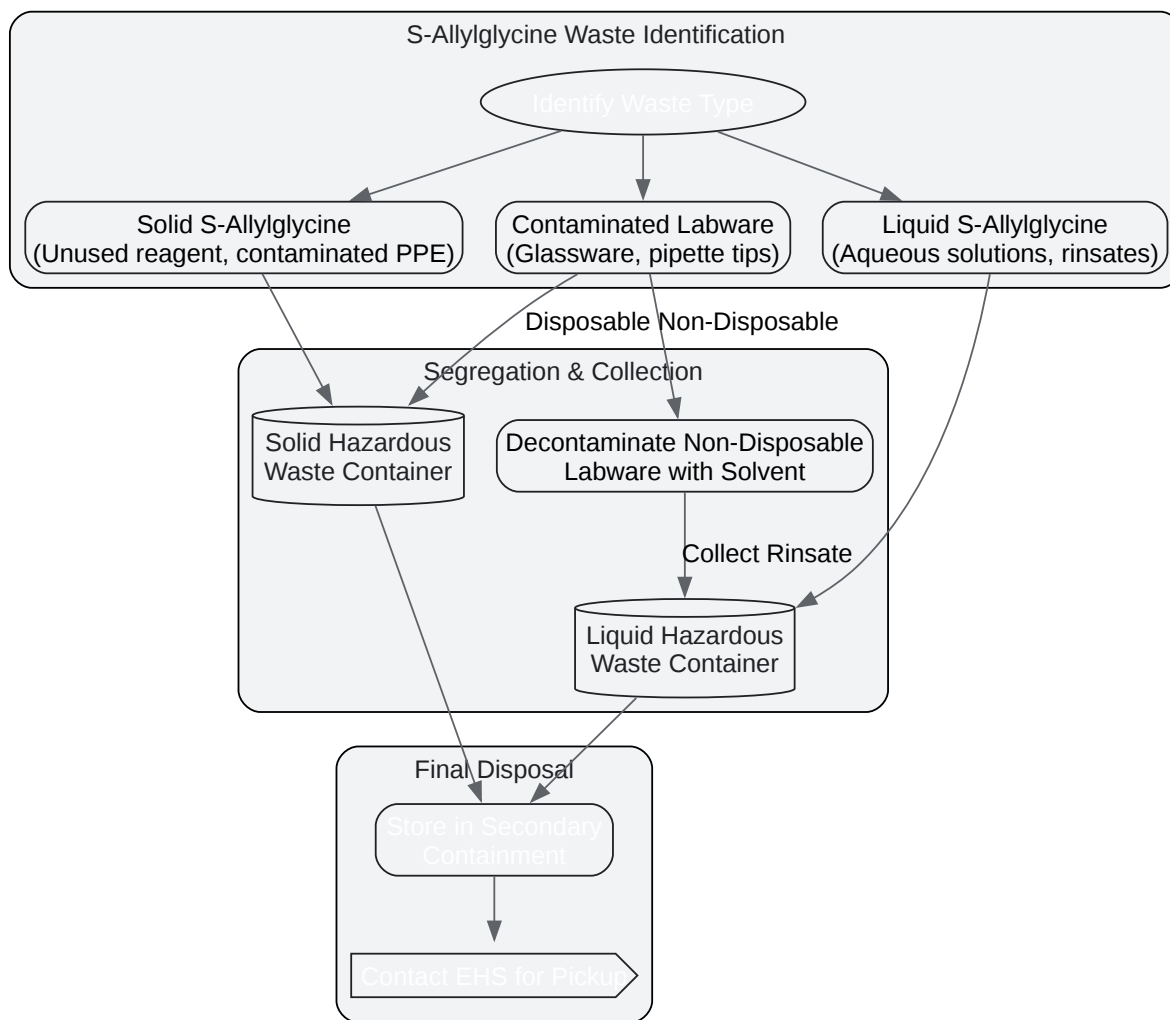 S-Allylglycine Waste Identification
Identify Waste Type
Solid S-Allylglycine
(Unused reagent, contaminated PPE)
Contaminated Labware
(Glassware, pipette tips)
Liquid S-Allylglycine
(Aqueous solutions, rinsates)
Disposable
Non-Disposable
Segregation & Collection
Solid Hazardous
Waste Container
Decontaminate Non-Disposable
Labware with Solvent
Collect Rinsate
Liquid Hazardous
Waste Container
Final Disposal
Store in Secondary
Containment
Contact EHS for Pickup